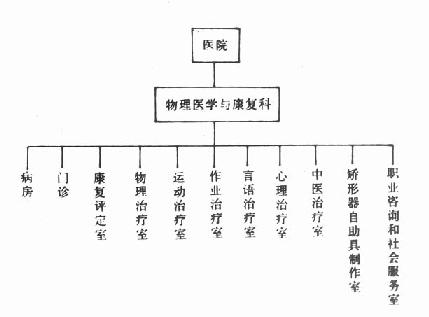 医院
物理医学与康复科
病房
门诊
康复评定室
物理治疗室
运动治疗室
作业治疗室
言语治疗室
心理治疗室
中医治疗室
矫形器自助具制作室
职业咨询和社会服务室